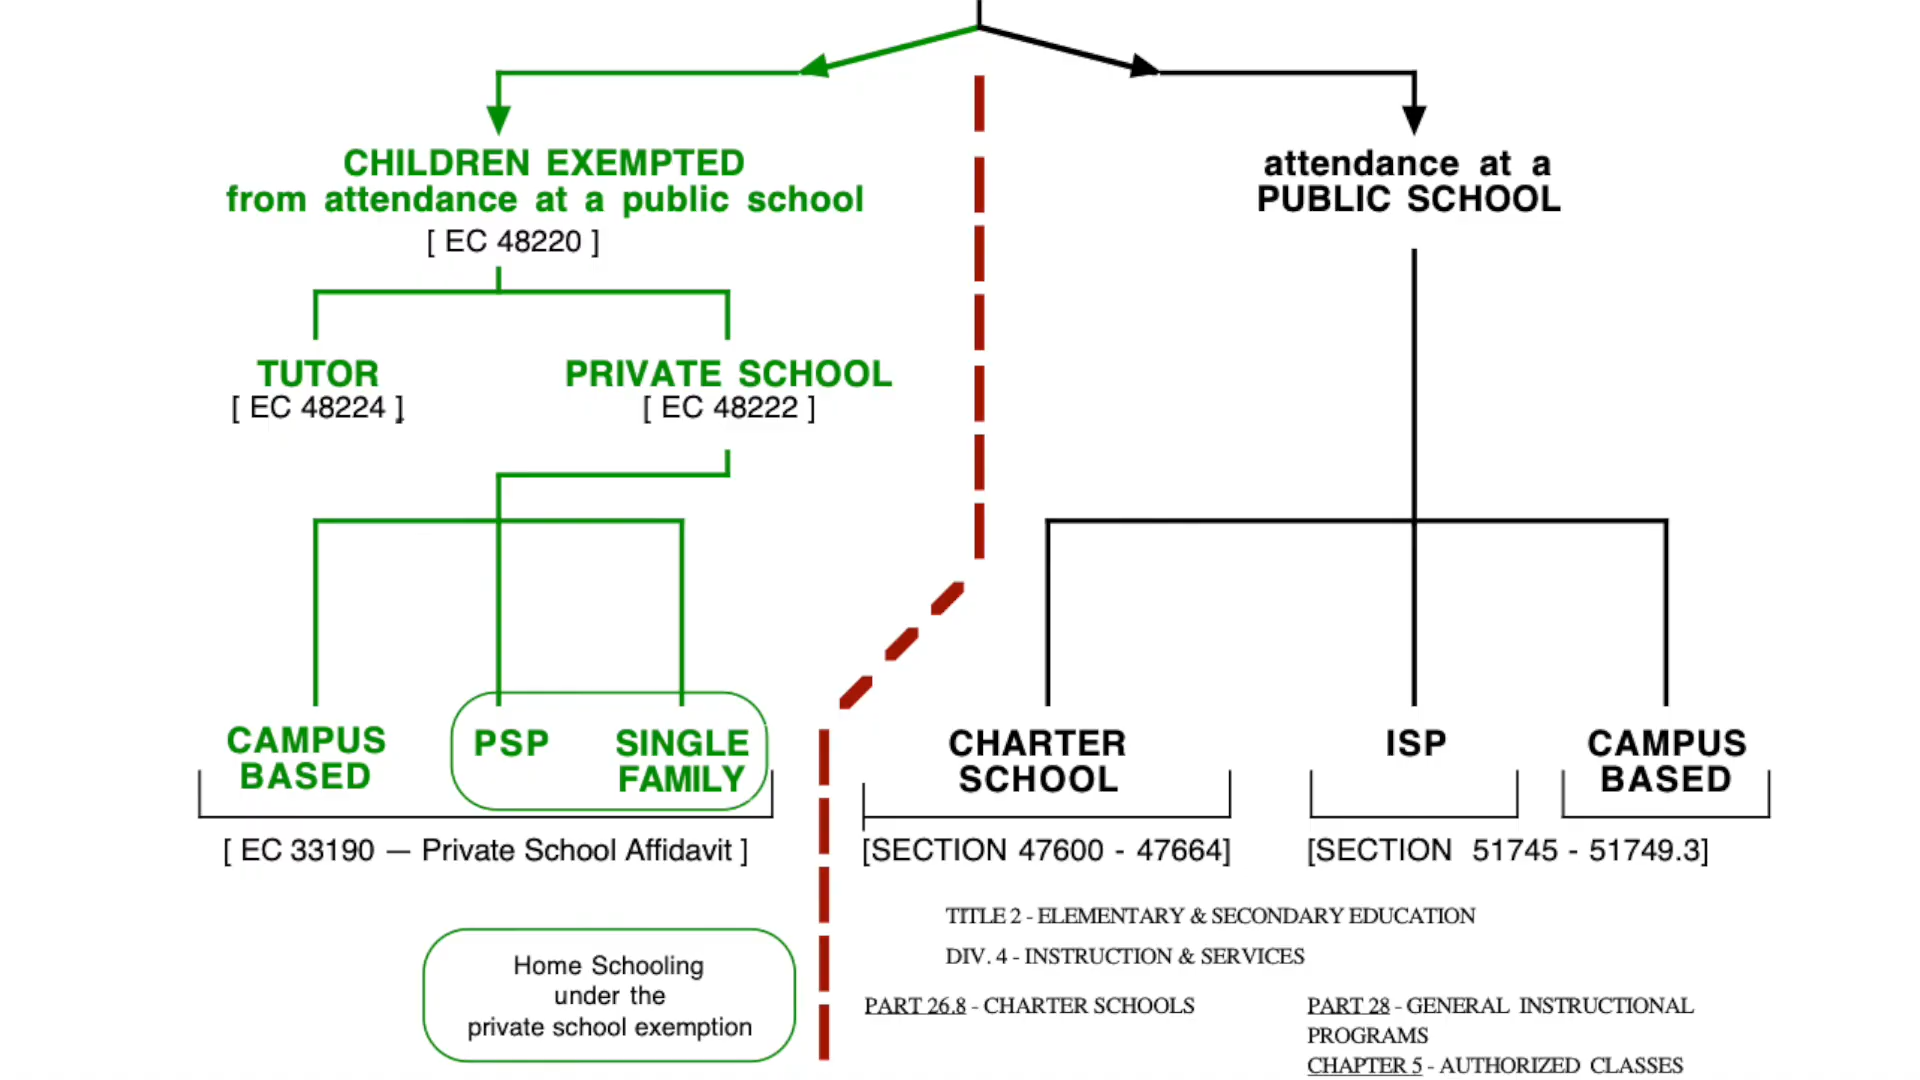 CHILDREN EXEMPTED
from attendance at a public school
[ EC 48220 ]
attendance at a
PUBLIC SCHOOL
TUTOR
[ EC 48224 ]
PRIVATE SCHOOL
[ EC 48222 ]
CAMPUS
BASED
PSP
SINGLE
FAMILY
[ EC 33190 — Private School Affidavit ]
CHARTER
SCHOOL
ISP
CAMPUS
BASED
[SECTION 47600 - 47664]
[SECTION 51745 - 51749.3]
TITLE 2 - ELEMENTARY & SECONDARY EDUCATION
DIV. 4 - INSTRUCTION & SERVICES
Home Schooling
under the
private school exemption
PART 26.8 - CHARTER SCHOOLS
PART 28 - GENERAL INSTRUCTIONAL
PROGRAMS
CHAPTER 5 - AUTHORIZED CLASSES